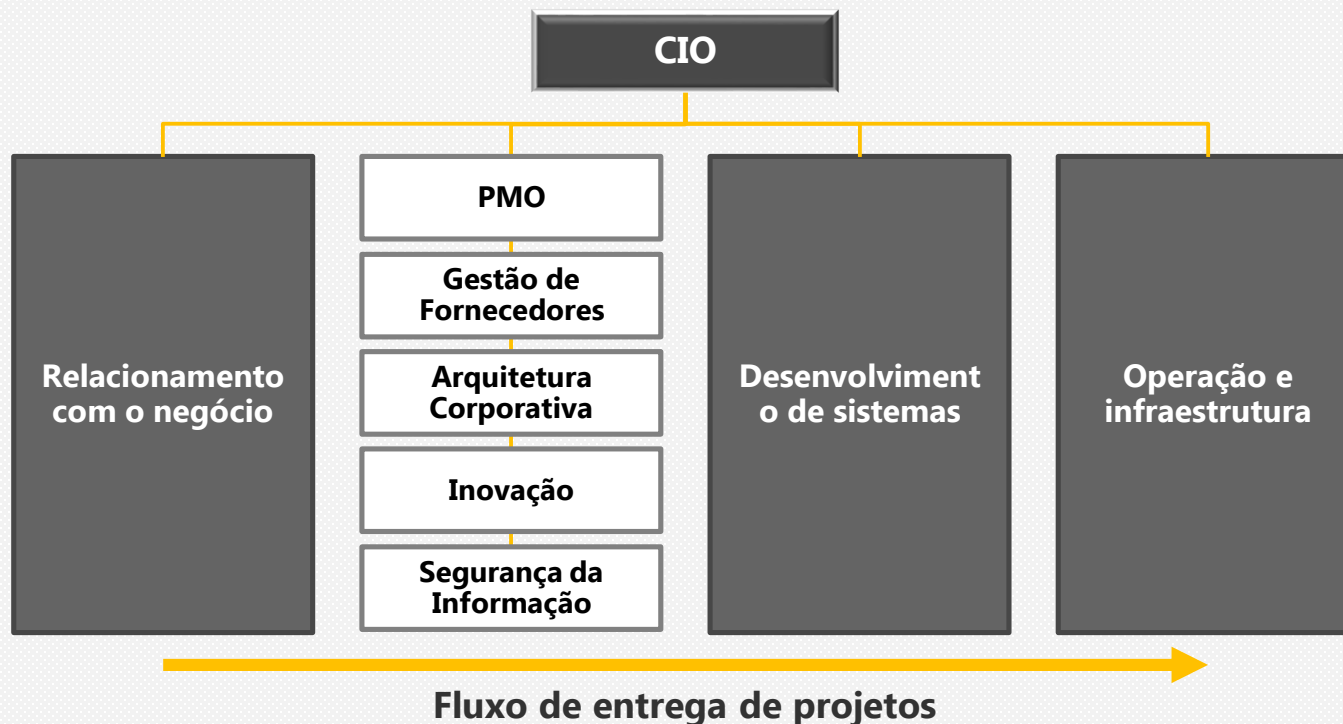 CIO
Relacionamento
com o negócio
PMO
Gestão de
Fornecedores
Arquitetura
Corporativa
Inovação
Segurança da
Informação
Desenvolviment
o de sistemas
Operação e
infraestrutura
Fluxo de entrega de projetos